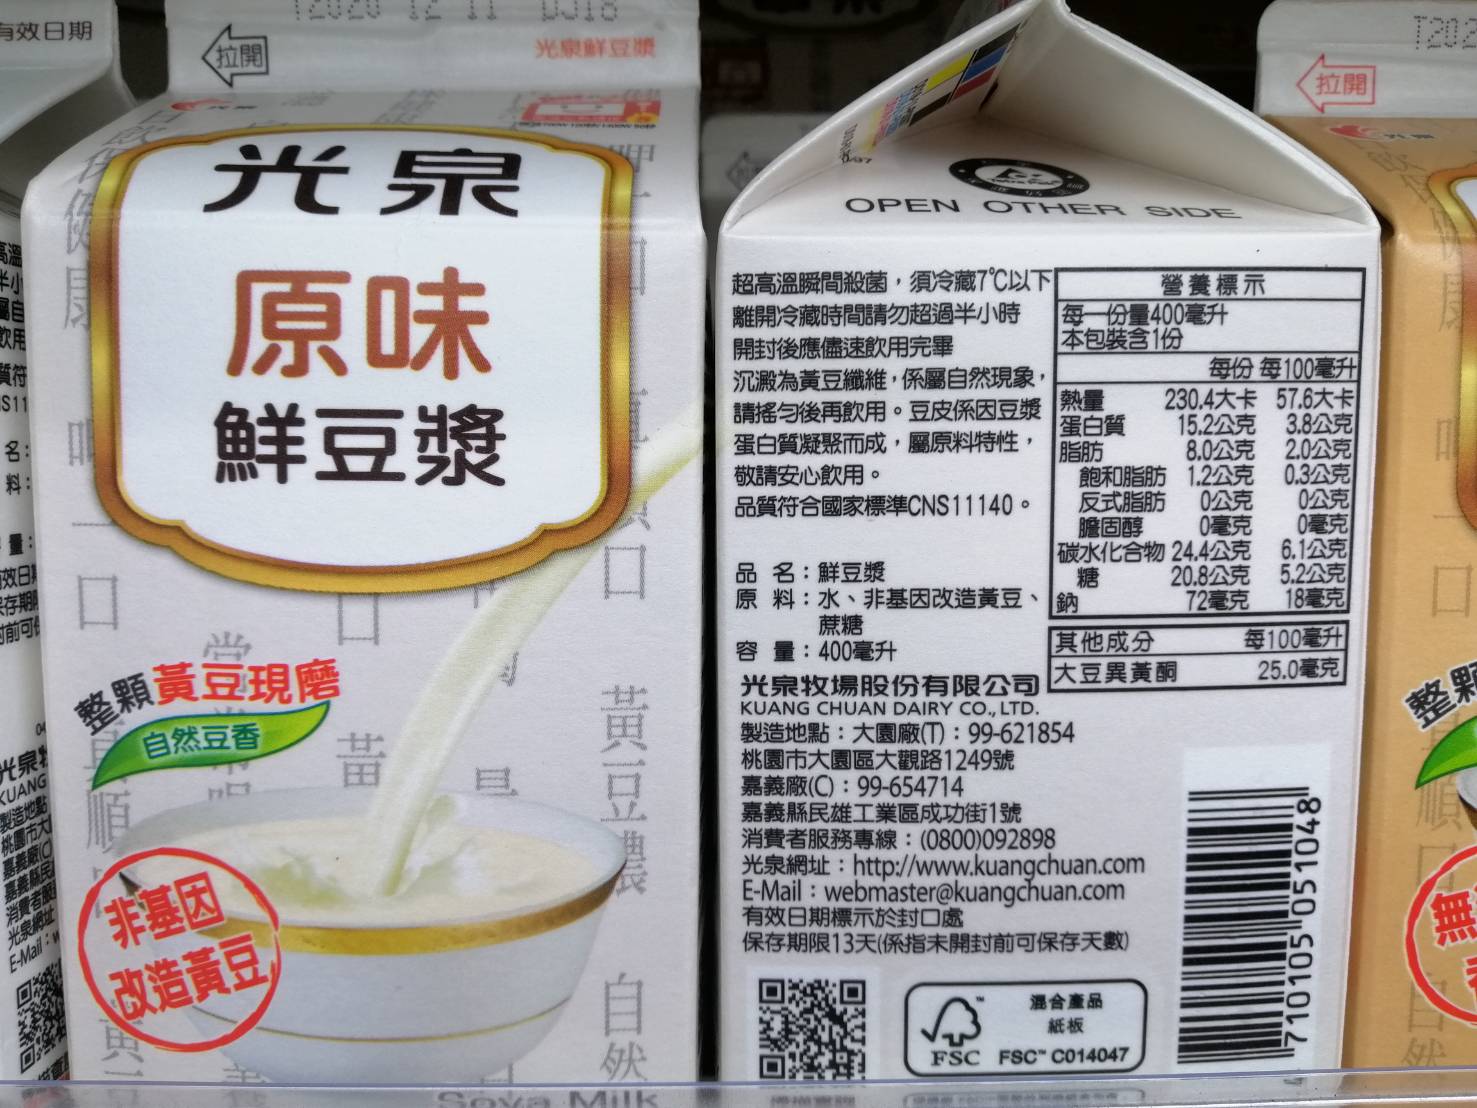 有效日期
拉開
光泉鮮豆漿
光泉
原味
鮮豆漿
整顆黃豆現磨
自然豆香
非基因
改造黃豆
Soya Milk
OPEN OTHER SIDE
超高溫瞬間殺菌，須冷藏7℃以下
離開冷藏時間請勿超過半小時
開封後應儘速飲用完畢
沉澱為黃豆纖維，係屬自然現象，
請搖勻後再飲用。豆皮係因豆漿
蛋白質凝聚而成，屬原料特性，
敬請安心飲用。
品質符合國家標準CNS11140。
品 名：鮮豆漿
原 料：水、非基因改造黃豆、
蔗糖
容 量：400毫升
光泉牧場股份有限公司
KUANG CHUAN DAIRY CO.,LTD.
製造地點：大園廠(T)：99-621854
桃園市大園區大觀路1249號
嘉義廠(C)：99-654714
嘉義縣民雄工業區成功街1號
消費者服務專線：(0800)092898
光泉網址：http://www.kuangchuan.com
E-Mail：webmaster@kuangchuan.com
有效日期標示於封口處
保存期限13天(係指未開封前可保存天數)
營養標示
每一份量400毫升
本包裝含1份
每份 每100毫升
熱量 230.4大卡 57.6大卡
蛋白質 15.2公克 3.8公克
脂肪 8.0公克 2.0公克
飽和脂肪 1.2公克 0.3公克
反式脂肪 0公克 0公克
膽固醇 0毫克 0毫克
碳水化合物 24.4公克 6.1公克
糖 20.8公克 5.2公克
鈉 72毫克 18毫克
其他成分 每100毫升
大豆異黃酮 25.0毫克
混合產品
紙板
FSC FSC™ C014047
4710105051048
拉開
整顆